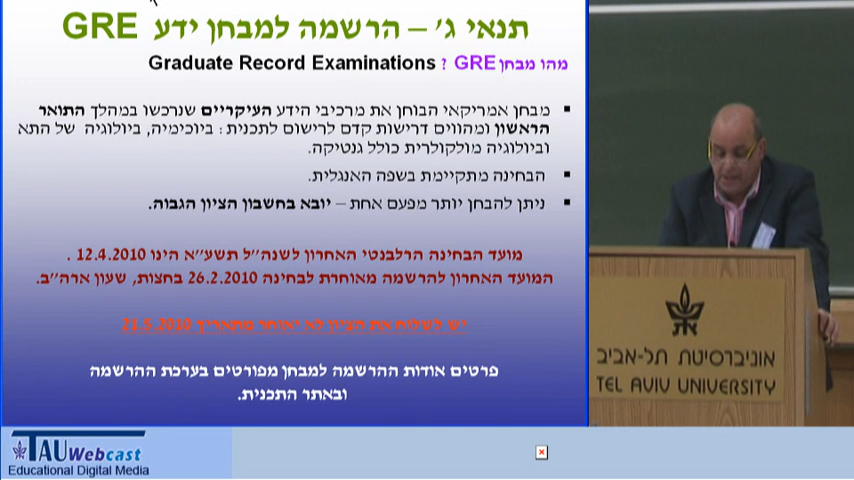 תנאי ג' – הרשמה למבחן ידע GRE
מהו מבחן GRE ? Graduate Record Examinations
מבחן אמריקאי הבוחן את מרכיבי הידע העיקריים שנרכשו במהלך התואר
הראשון ומהווים דרישות קדם לרישום לתכנית : ביוכימיה, ביולוגיה של התא
וביולוגיה מולקולרית כולל גנטיקה.
הבחינה מתקיימת בשפה האנגלית.
ניתן להבחן יותר מפעם אחת – יובא בחשבון הציון הגבוה.
מועד הבחינה הרלבנטי האחרון לשנה"ל תשע"א הינו 12.4.2010 .
המועד האחרון להרשמה מאוחרת לבחינה 26.2.2010 בחצות, שעון ארה"ב.
יש לשלוח את הציון לא יאוחר מתאריך 21.5.2010
פרטים אודות ההרשמה למבחן מפורטים בערכת ההרשמה
ובאתר התכנית.
אוניברסיטת תל-אביב
TEL AVIV UNIVERSITY
TAU Webcast
Educational Digital Media